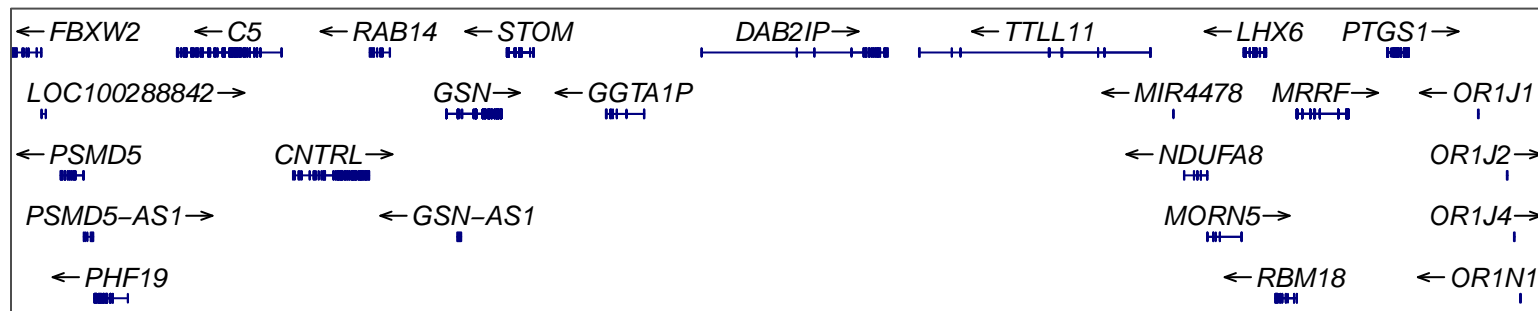 ←FBXW2 ←C5 ←RAB14 ←STOM DAB2IP→ ←TTLL11 ←LHX6 PTGS1→
LOC100288842→ GSN→ ←GGTA1P ←MIR4478 MRRF→ ←OR1J1
←PSMD5 CNTRL→ ←NDUFA8 OR1J2→
PSMD5−AS1→ ←GSN−AS1 MORN5→ OR1J4→
←PHF19 ←RBM18 ←OR1N1